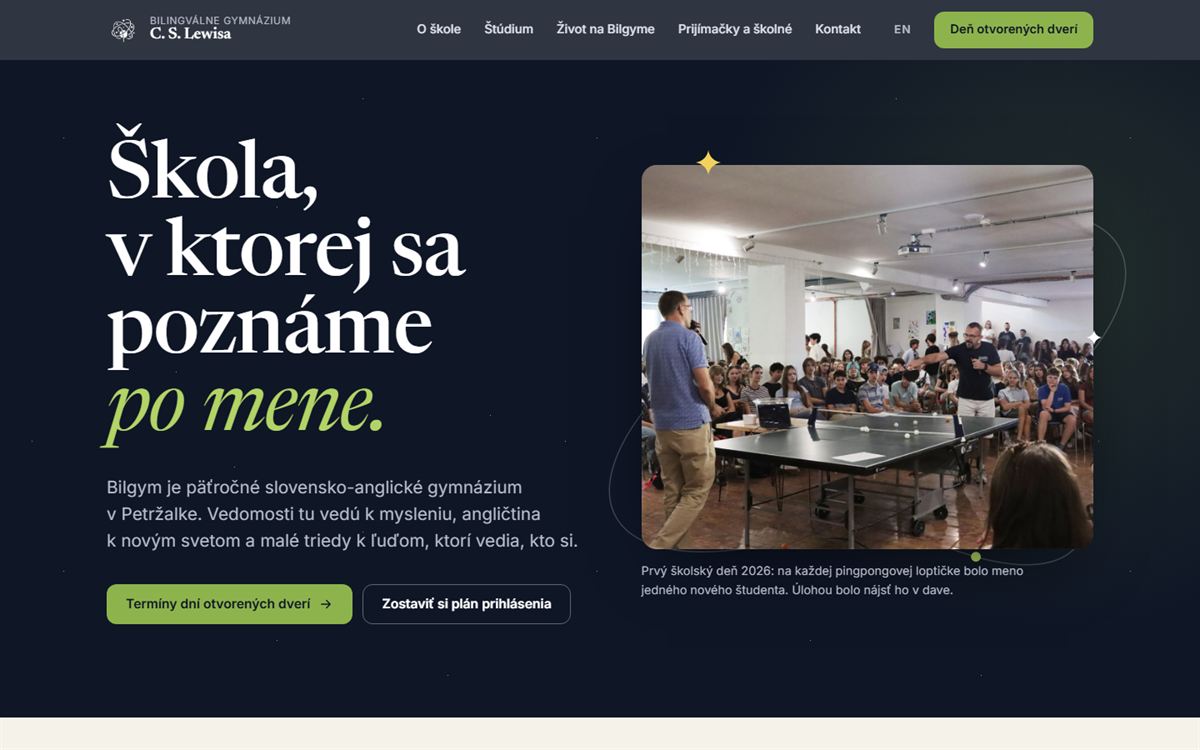 BILINGVÁLNE GYMNÁZIUM
C. S. Lewisa
O škole
Štúdium
Život na Bilgyme
Prijímačky a školné
Kontakt
EN
Deň otvorených dverí
Škola,
v ktorej sa
poznáme
po mene.
Bilgym je päťročné slovensko-anglické gymnázium
v Petržalke. Vedomosti tu vedú k mysleniu, angličtina
k novým svetom a malé triedy k ľuďom, ktorí vedia, kto si.
Termíny dní otvorených dverí →
Zostaviť si plán prihlásenia
Prvý školský deň 2026: na každej pingpongovej loptičke bolo meno
jedného nového študenta. Úlohou bolo nájsť ho v dave.